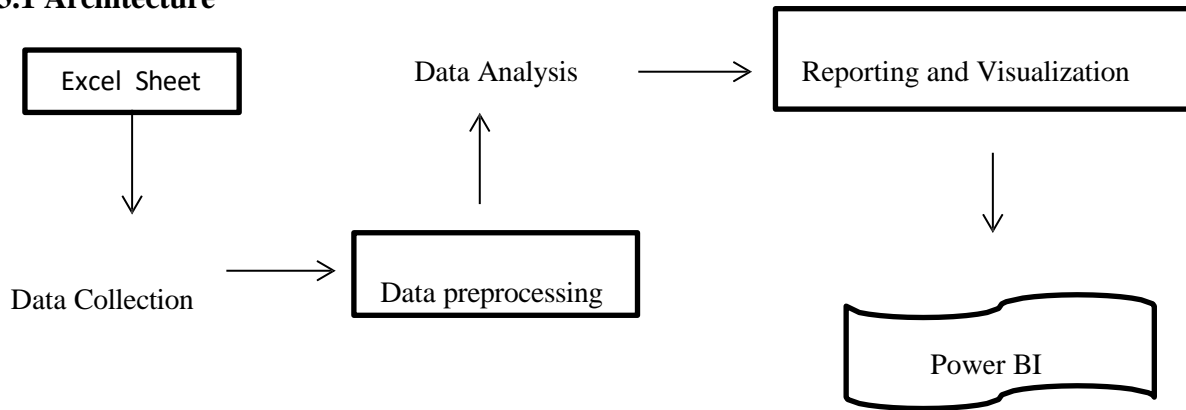 3.1 Architecture
Excel Sheet
Data Collection
Data preprocessing
Data Analysis
Reporting and Visualization
Power BI